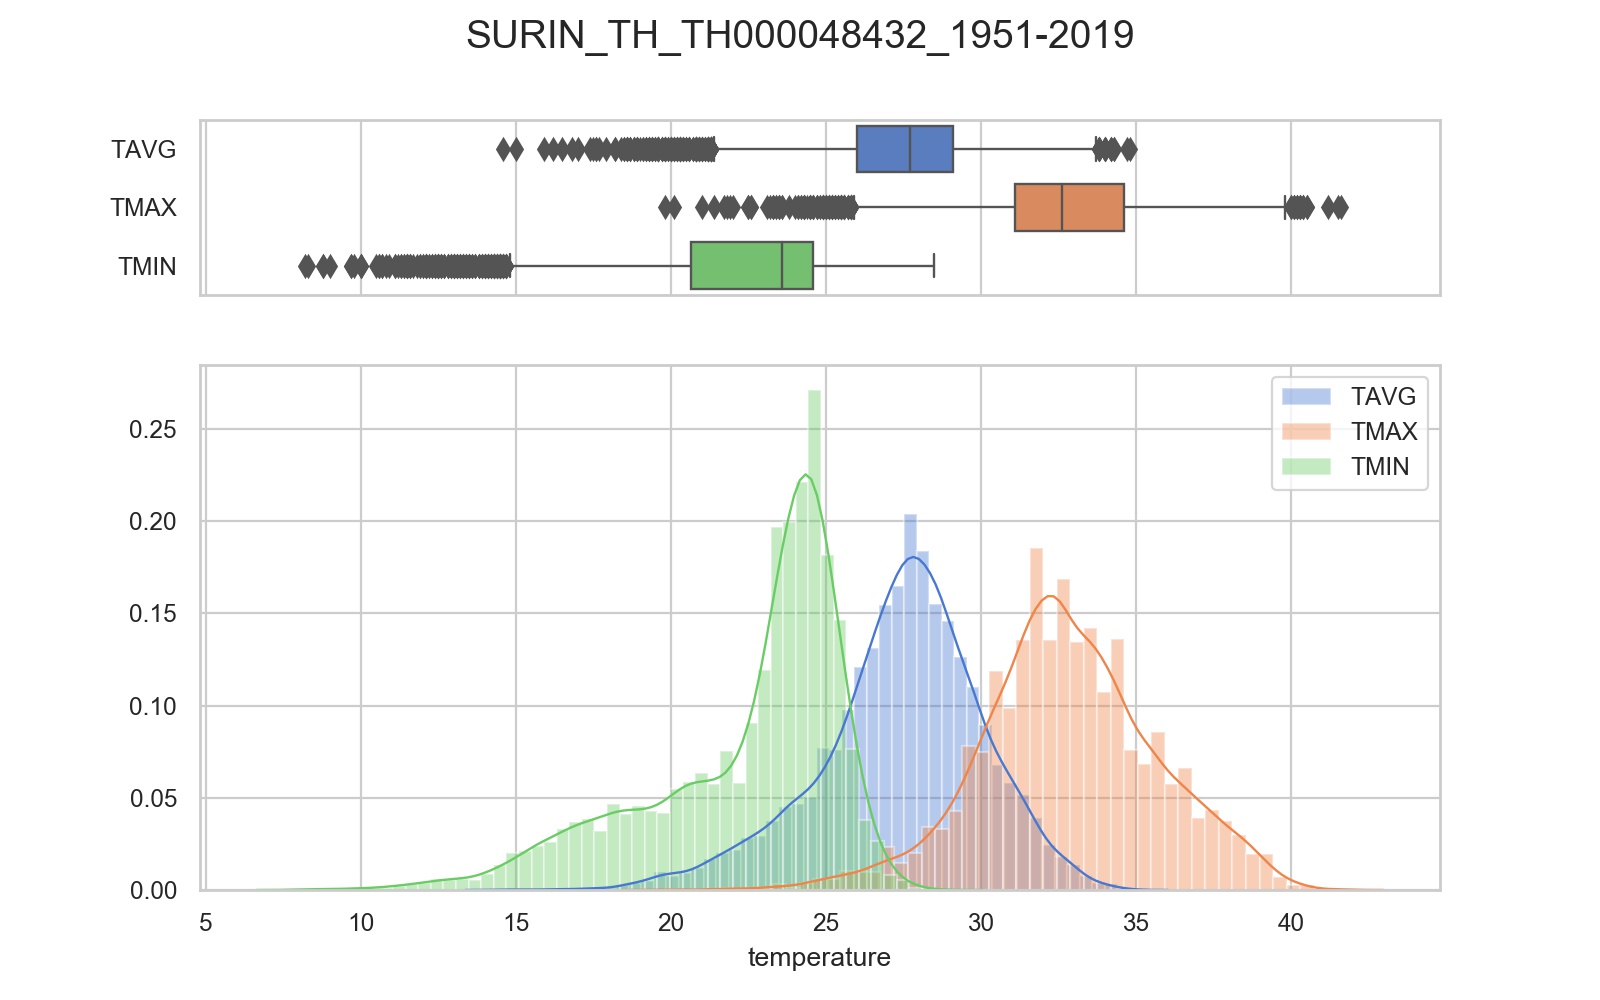 SURIN_TH_TH000048432_1951-2019
TAVG
TMAX
TMIN
TAVG
TMAX
TMIN
0.25
0.20
0.15
0.10
0.05
0.00
5 10 15 20 25 30 35 40
temperature